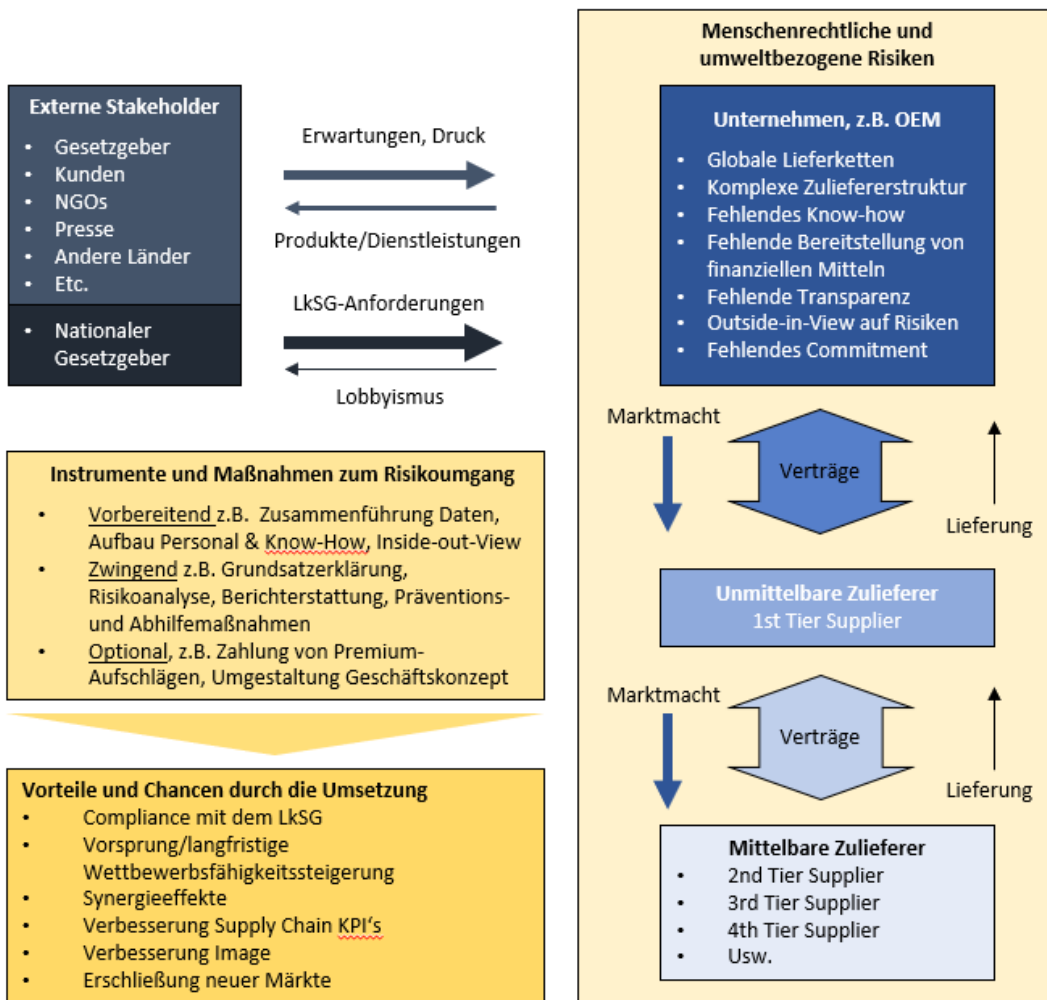 Externe Stakeholder
• Gesetzgeber
• Kunden
• NGOs
• Presse
• Andere Länder
• Etc.
• Nationaler
Gesetzgeber
Erwartungen, Druck
Produkte/Dienstleistungen
LkSG-Anforderungen
Lobbyismus
Instrumente und Maßnahmen zum Risikoumgang
• Vorbereitend z.B. Zusammenführung Daten,
Aufbau Personal & Know-How, Inside-out-View
• Zwingend z.B. Grundsatzerklärung,
Risikoanalyse, Berichterstattung, Präventions-
und Abhilfemaßnahmen
• Optional, z.B. Zahlung von Premium-
Aufschlägen, Umgestaltung Geschäftskonzept
Vorteile und Chancen durch die Umsetzung
• Compliance mit dem LkSG
• Vorsprung/langfristige
Wettbewerbsfähigkeitssteigerung
• Synergieeffekte
• Verbesserung Supply Chain KPI‘s
• Verbesserung Image
• Erschließung neuer Märkte
Menschenrechtliche und
umweltbezogene Risiken
Unternehmen, z.B. OEM
• Globale Lieferketten
• Komplexe Zuliefererstruktur
• Fehlendes Know-how
• Fehlende Bereitstellung von
finanziellen Mitteln
• Fehlende Transparenz
• Outside-in-View auf Risiken
• Fehlendes Commitment
Marktmacht
Verträge
Lieferung
Unmittelbare Zulieferer
1st Tier Supplier
Marktmacht
Verträge
Lieferung
Mittelbare Zulieferer
• 2nd Tier Supplier
• 3rd Tier Supplier
• 4th Tier Supplier
• Usw.